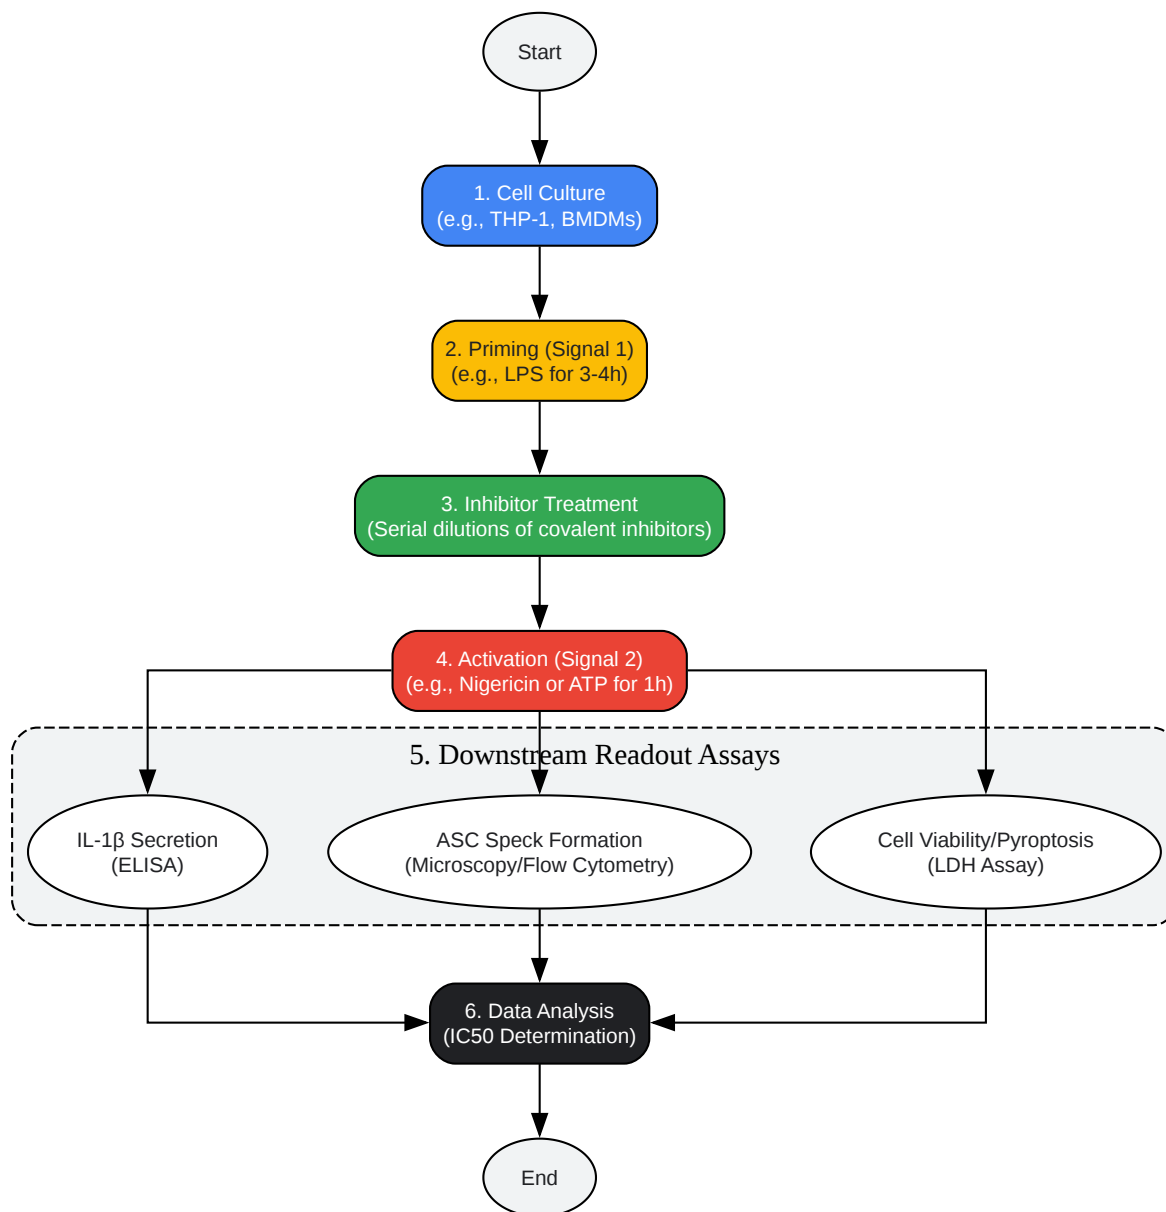 Start
1. Cell Culture
(e.g., THP-1, BMDMs)
2. Priming (Signal 1)
(e.g., LPS for 3-4h)
3. Inhibitor Treatment
(Serial dilutions of covalent inhibitors)
4. Activation (Signal 2)
(e.g., Nigericin or ATP for 1h)
5. Downstream Readout Assays
IL-1β Secretion
(ELISA)
ASC Speck Formation
(Microscopy/Flow Cytometry)
Cell Viability/Pyroptosis
(LDH Assay)
6. Data Analysis
(IC50 Determination)
End